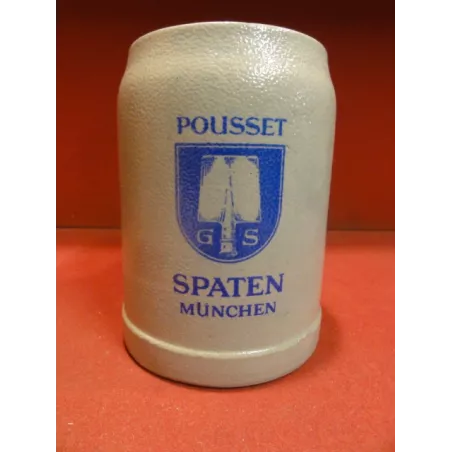 POUSSET
G S
SPATEN
MÜNCHEN